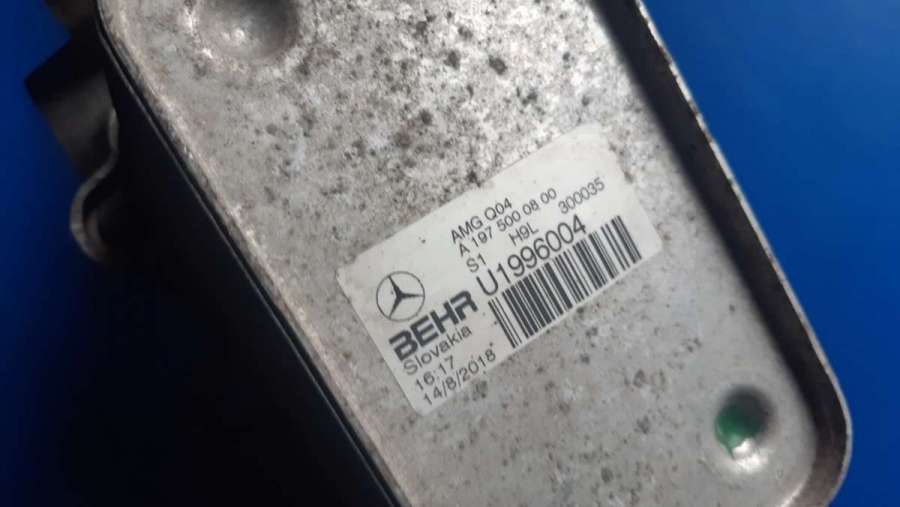 AMG Q04
A 197 500 08 00
S1 H9L 300035
U1996004
BEHR
Slovakia
16:17
14/8/2018